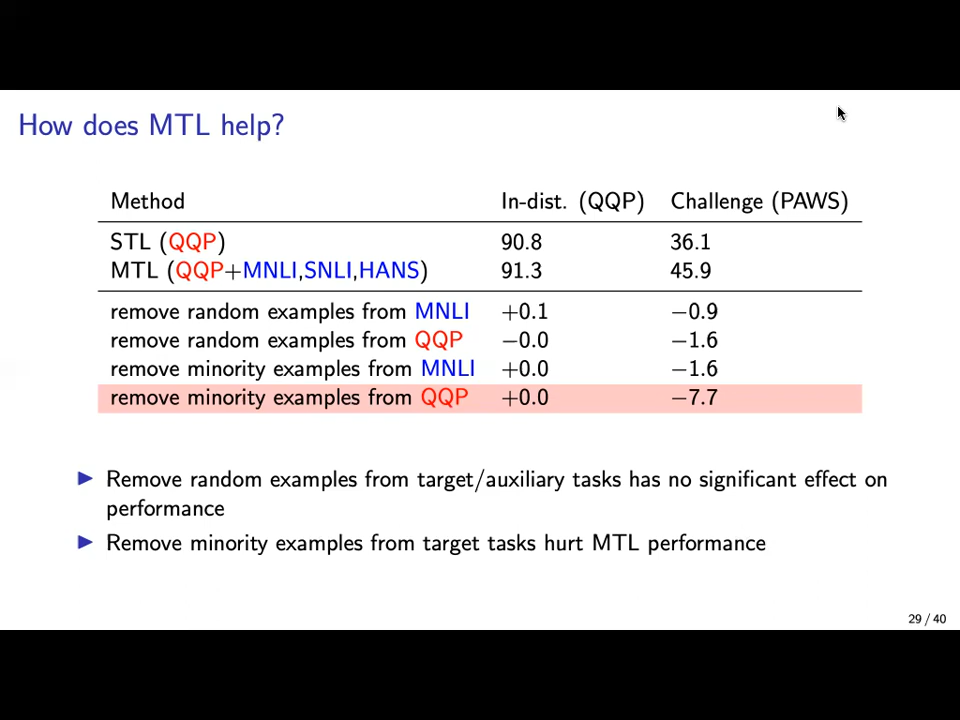 How does MTL help?
Method In-dist. (QQP) Challenge (PAWS)
STL (QQP) 90.8 36.1
MTL (QQP+MNLI,SNLI,HANS) 91.3 45.9
remove random examples from MNLI +0.1 −0.9
remove random examples from QQP −0.0 −1.6
remove minority examples from MNLI +0.0 −1.6
remove minority examples from QQP +0.0 −7.7
▶ Remove random examples from target/auxiliary tasks has no significant effect on
performance
▶ Remove minority examples from target tasks hurt MTL performance
29 / 40